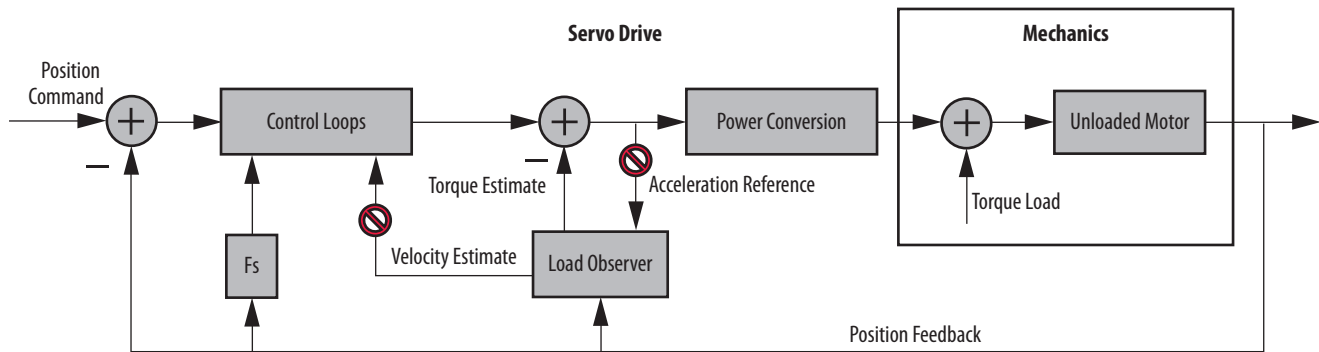 Servo Drive
Mechanics
Position
Command
+
Control Loops
+
Power Conversion
+
Unloaded Motor
−
−
Torque Estimate
Acceleration Reference
Torque Load
Fs
Velocity Estimate
Load Observer
Position Feedback